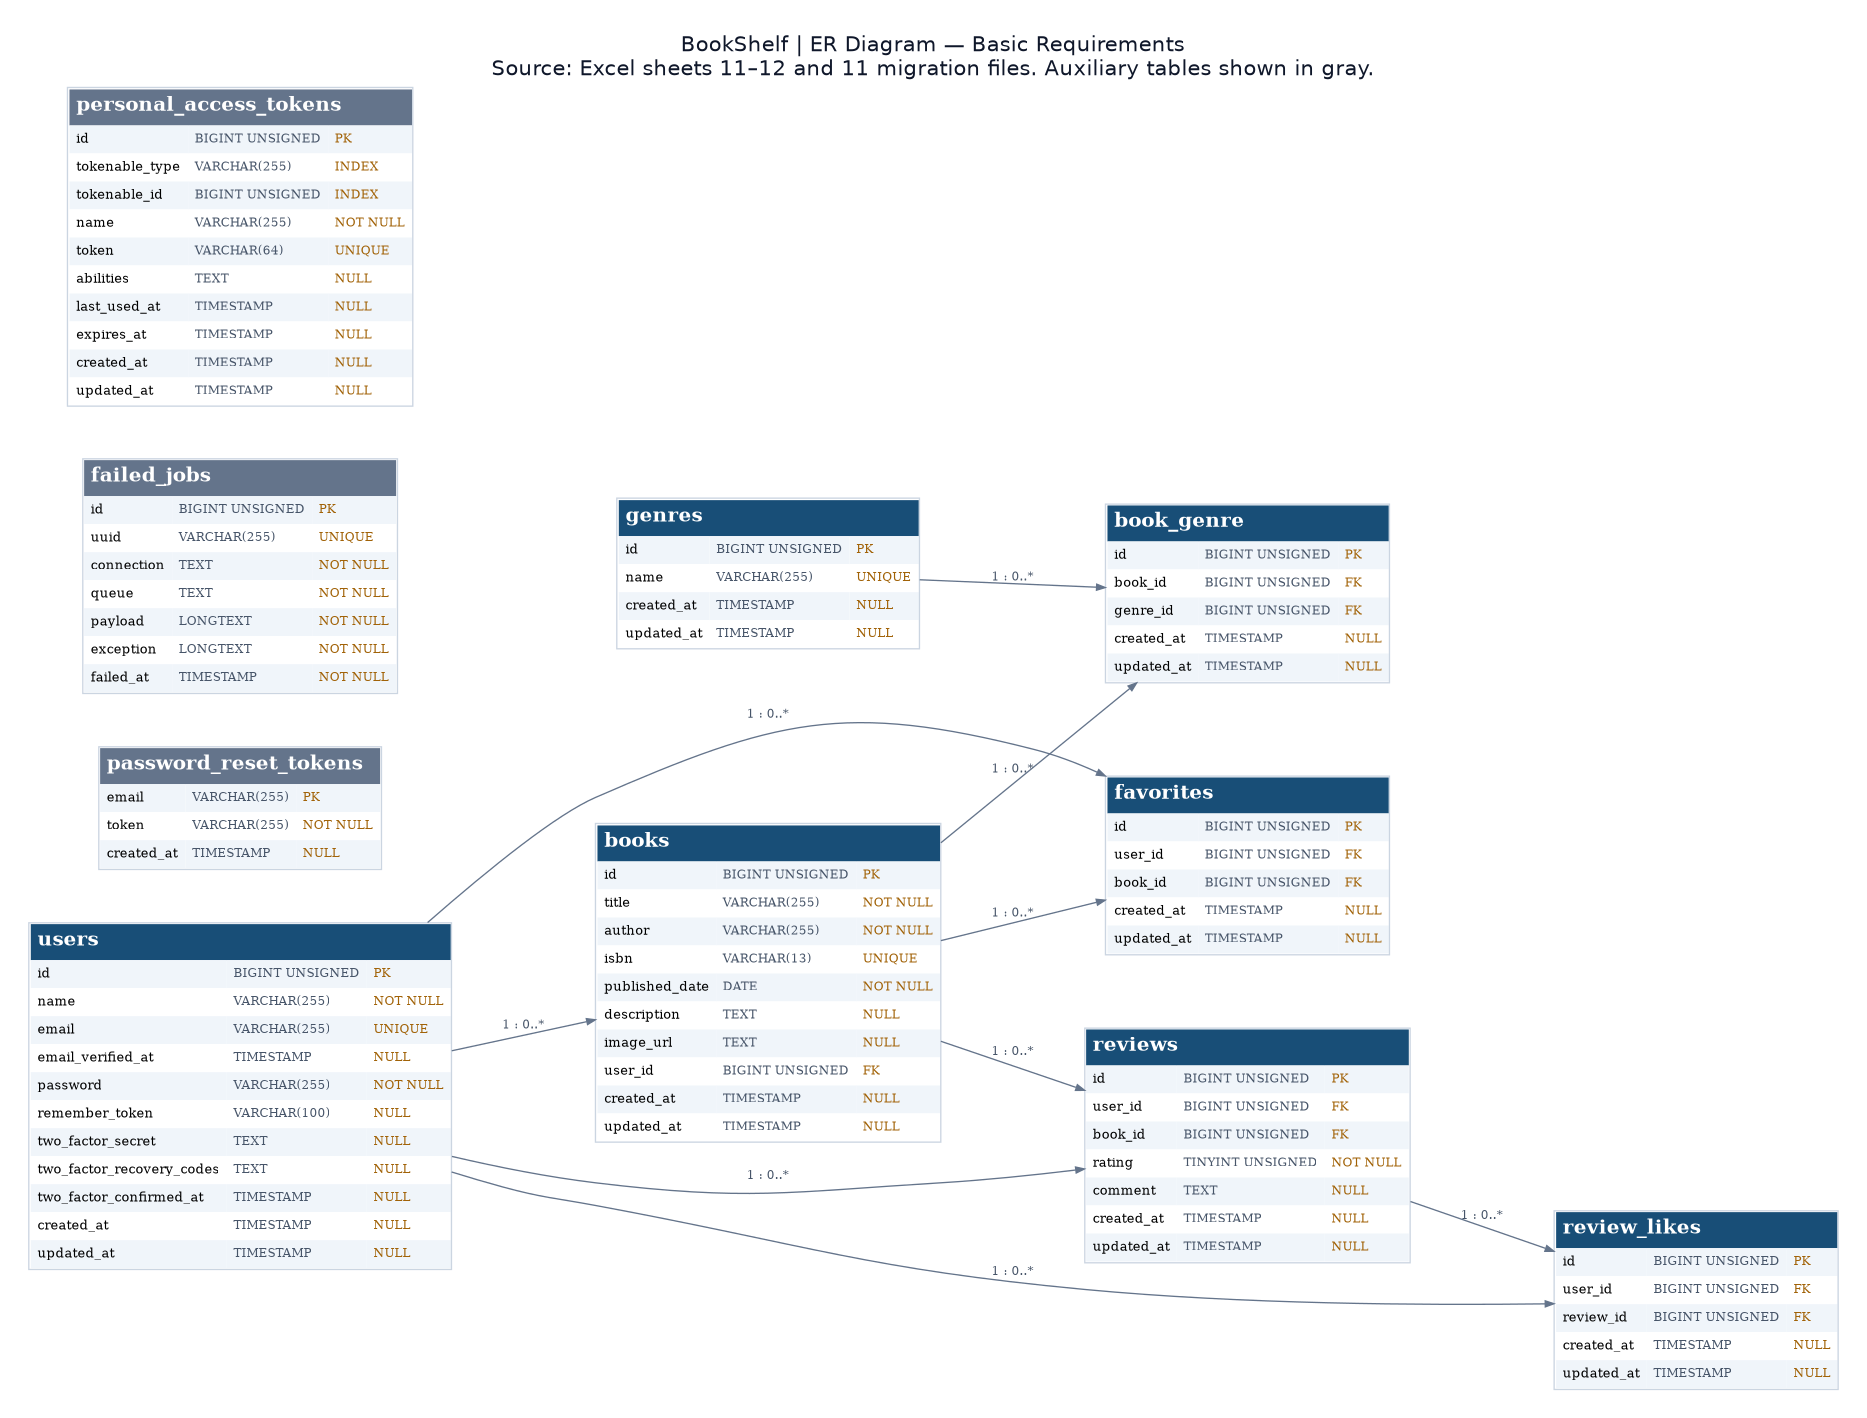 BookShelf | ER Diagram — Basic Requirements
Source: Excel sheets 11–12 and 11 migration files. Auxiliary tables shown in gray.
personal_access_tokens
id BIGINT UNSIGNED PK
tokenable_type VARCHAR(255) INDEX
tokenable_id BIGINT UNSIGNED INDEX
name VARCHAR(255) NOT NULL
token VARCHAR(64) UNIQUE
abilities TEXT NULL
last_used_at TIMESTAMP NULL
expires_at TIMESTAMP NULL
created_at TIMESTAMP NULL
updated_at TIMESTAMP NULL
failed_jobs
id BIGINT UNSIGNED PK
uuid VARCHAR(255) UNIQUE
connection TEXT NOT NULL
queue TEXT NOT NULL
payload LONGTEXT NOT NULL
exception LONGTEXT NOT NULL
failed_at TIMESTAMP NOT NULL
password_reset_tokens
email VARCHAR(255) PK
token VARCHAR(255) NOT NULL
created_at TIMESTAMP NULL
users
id BIGINT UNSIGNED PK
name VARCHAR(255) NOT NULL
email VARCHAR(255) UNIQUE
email_verified_at TIMESTAMP NULL
password VARCHAR(255) NOT NULL
remember_token VARCHAR(100) NULL
two_factor_secret TEXT NULL
two_factor_recovery_codes TEXT NULL
two_factor_confirmed_at TIMESTAMP NULL
created_at TIMESTAMP NULL
updated_at TIMESTAMP NULL
1 : 0..*
genres
id BIGINT UNSIGNED PK
name VARCHAR(255) UNIQUE
created_at TIMESTAMP NULL
updated_at TIMESTAMP NULL
1 : 0..*
books
id BIGINT UNSIGNED PK
title VARCHAR(255) NOT NULL
author VARCHAR(255) NOT NULL
isbn VARCHAR(13) UNIQUE
published_date DATE NOT NULL
description TEXT NULL
image_url TEXT NULL
user_id BIGINT UNSIGNED FK
created_at TIMESTAMP NULL
updated_at TIMESTAMP NULL
1 : 0..*
1 : 0..*
1 : 0..*
1 : 0..*
1 : 0..*
1 : 0..*
book_genre
id BIGINT UNSIGNED PK
book_id BIGINT UNSIGNED FK
genre_id BIGINT UNSIGNED FK
created_at TIMESTAMP NULL
updated_at TIMESTAMP NULL
favorites
id BIGINT UNSIGNED PK
user_id BIGINT UNSIGNED FK
book_id BIGINT UNSIGNED FK
created_at TIMESTAMP NULL
updated_at TIMESTAMP NULL
reviews
id BIGINT UNSIGNED PK
user_id BIGINT UNSIGNED FK
book_id BIGINT UNSIGNED FK
rating TINYINT UNSIGNED NOT NULL
comment TEXT NULL
created_at TIMESTAMP NULL
updated_at TIMESTAMP NULL
1 : 0..*
review_likes
id BIGINT UNSIGNED PK
user_id BIGINT UNSIGNED FK
review_id BIGINT UNSIGNED FK
created_at TIMESTAMP NULL
updated_at TIMESTAMP NULL